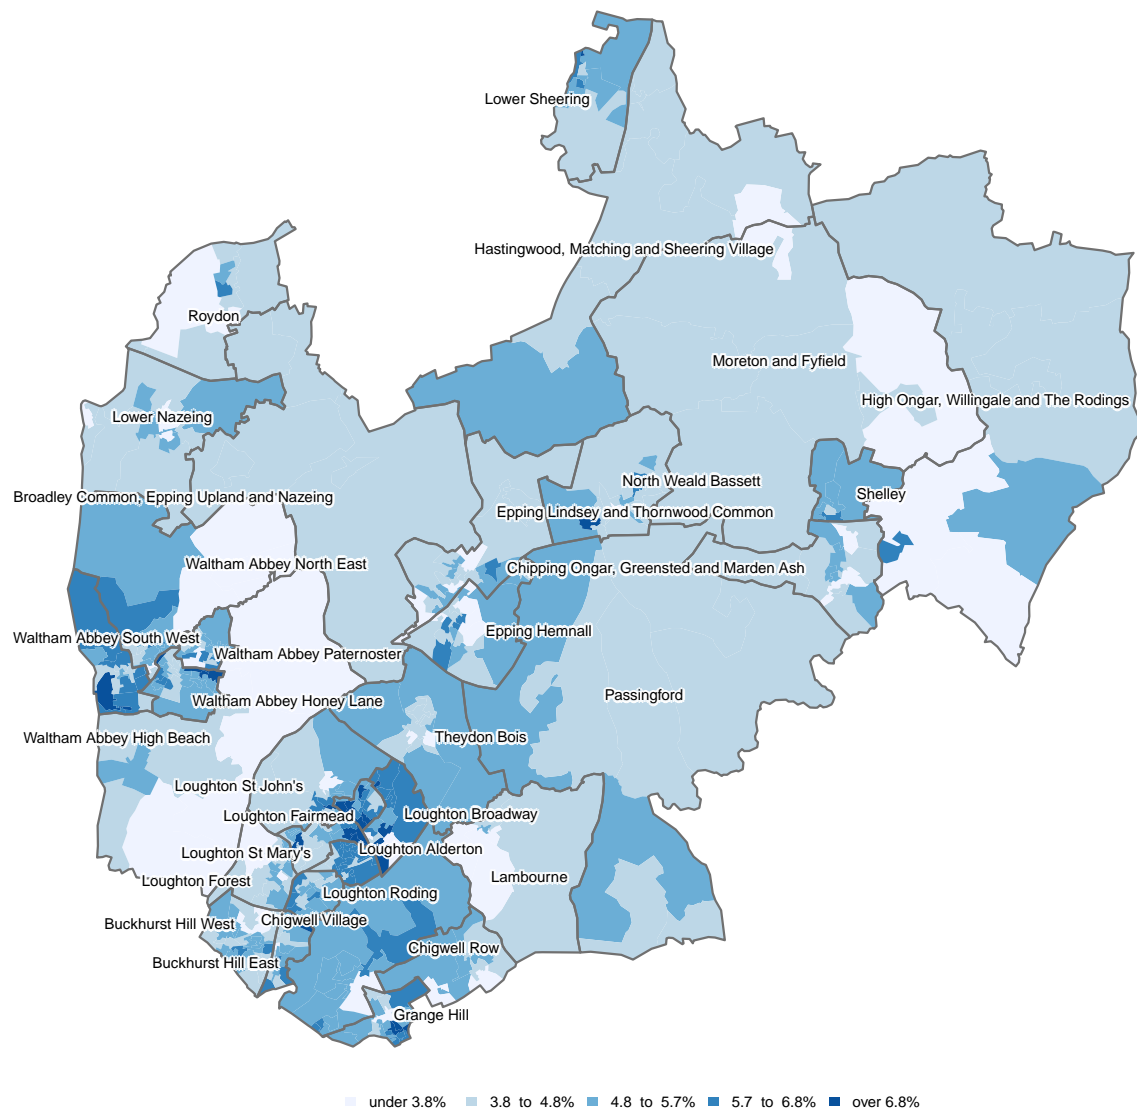 Lower Sheering
Hastingwood, Matching and Sheering Village
Roydon
Moreton and Fyfield
High Ongar, Willingale and The Rodings
Lower Nazeing
North Weald Bassett
Shelley
Broadley Common, Epping Upland and Nazeing
Epping Lindsey and Thornwood Common
Waltham Abbey North East
Chipping Ongar, Greensted and Marden Ash
Waltham Abbey South West
Epping Hemnall
Waltham Abbey Paternoster
Passingford
Waltham Abbey Honey Lane
Waltham Abbey High Beach
Theydon Bois
Loughton St John's
Loughton Fairmead
Loughton Broadway
Loughton St Mary's
Loughton Alderton
Loughton Forest
Lambourne
Loughton Roding
Buckhurst Hill West
Chigwell Village
Chigwell Row
Buckhurst Hill East
Grange Hill
under 3.8% 3.8 to 4.8% 4.8 to 5.7% 5.7 to 6.8% over 6.8%